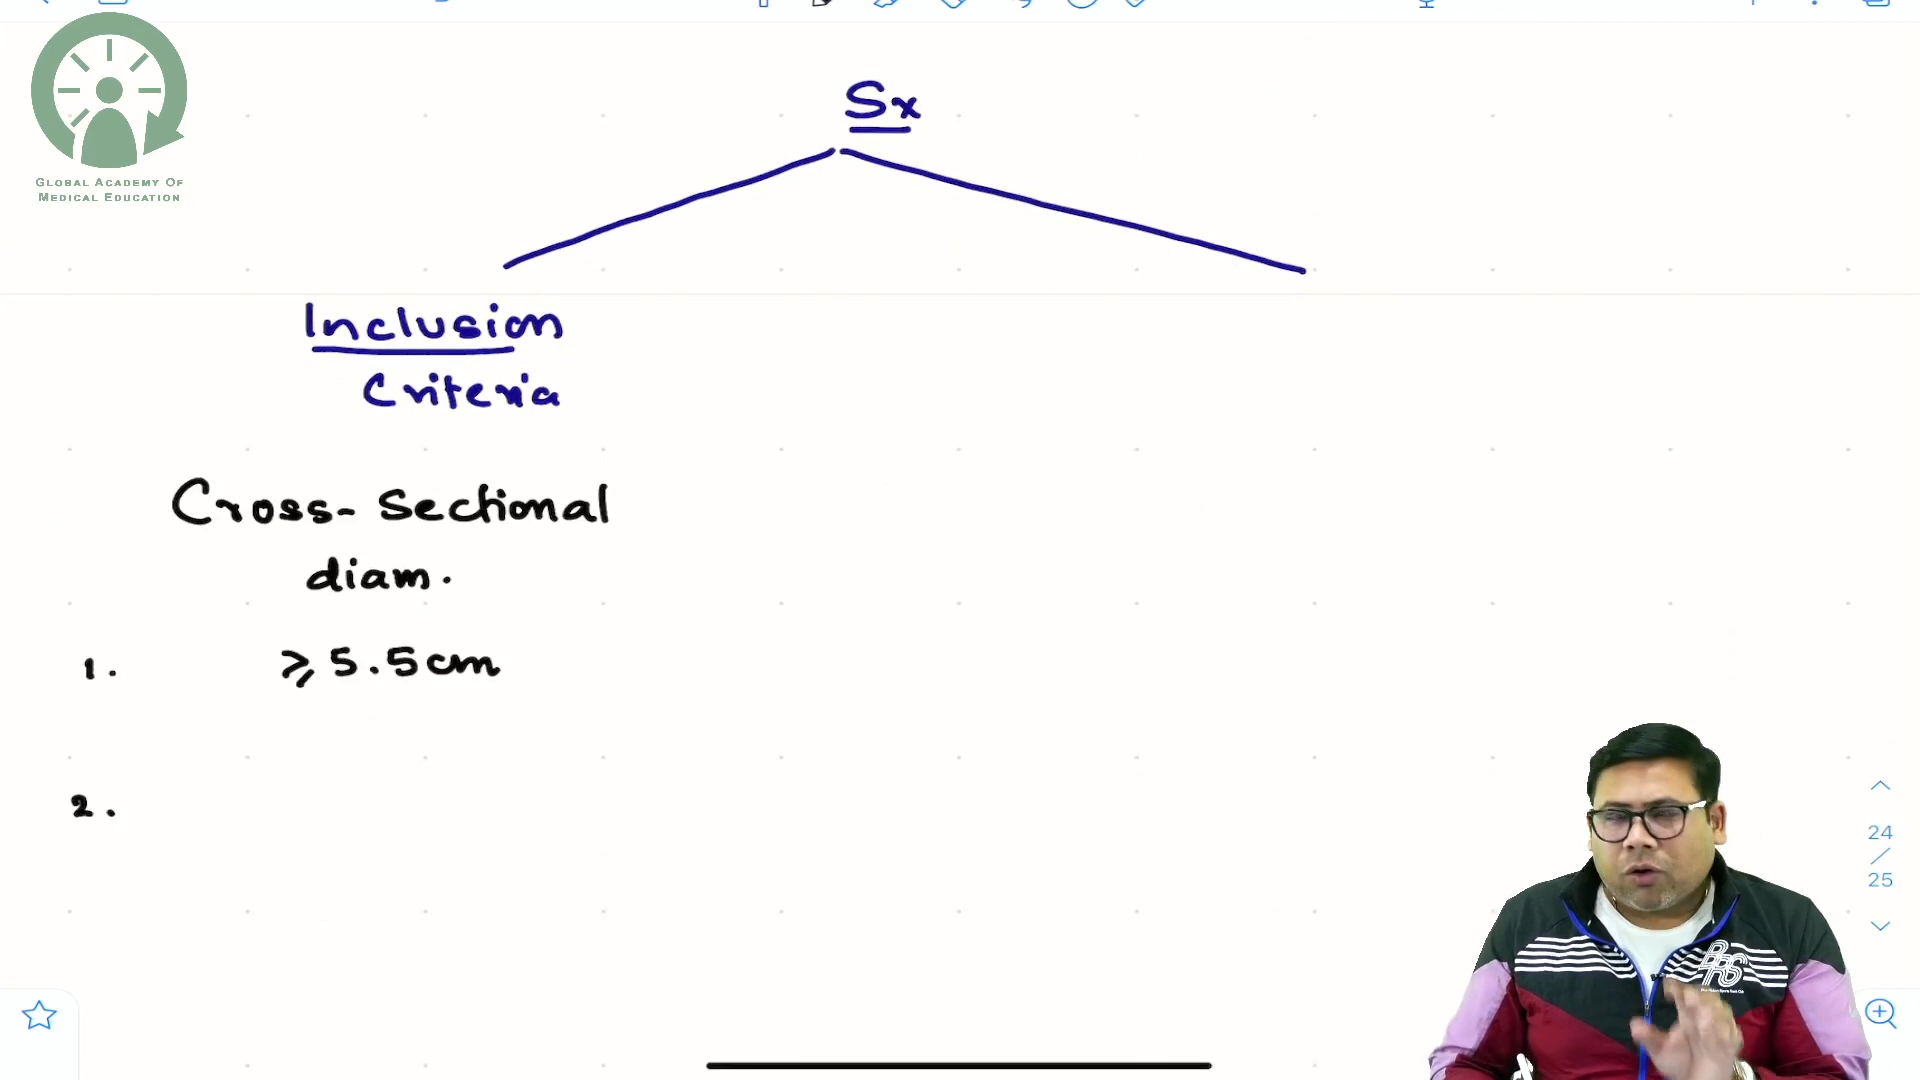 GLOBAL ACADEMY OF
MEDICAL EDUCATION
Sx
Inclusion
Criteria
Cross-Sectional
diam.
1. ⩾ 5.5cm
2.
24
/
25